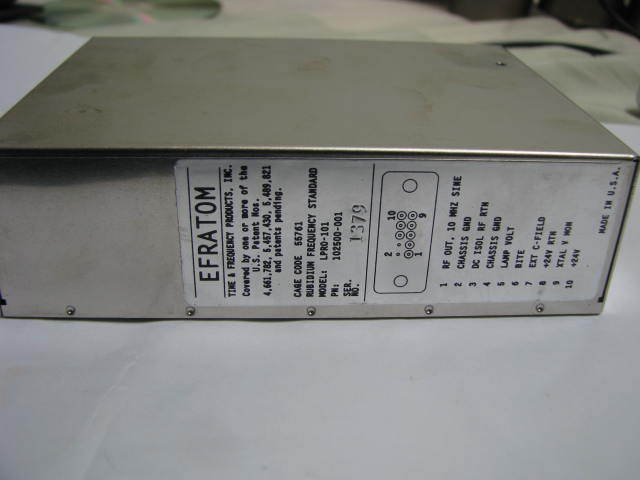 EFRATOM
TIME & FREQUENCY PRODUCTS, INC.
Covered by one or more of the
U.S. Patent Nos.
4,661,782, 5,457,430, 5,489,821
and patents pending.
CAGE CODE 55761
RUBIDIUM FREQUENCY STANDARD
MODEL: LPRO-101
PN: 102500-001
SER. NO. 1379
2 10
1 9
1 RF OUT, 10 MHZ SINE
2 CHASSIS GND
3 DC ISOL RF RTN
4 CHASSIS GND
5 LAMP VOLT
6 BITE
7 EXT C-FIELD
8 +24V RTN
9 XTAL V MON
10 +24V
MADE IN U.S.A.